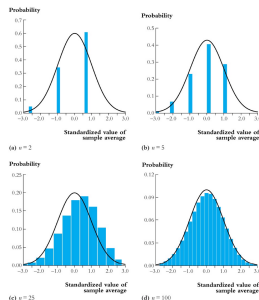 Probability
0.7
0.6
0.5
0.4
0.3
0.2
0.1
0.0
–3.0 –2.0 –1.0 0.0 1.0 2.0 3.0
Standardized value of
sample average
(a) n = 2
Probability
0.5
0.4
0.3
0.2
0.1
0.0
–3.0 –2.0 –1.0 0.0 1.0 2.0 3.0
Standardized value of
sample average
(b) n = 5
Probability
0.25
0.20
0.15
0.10
0.05
0.00
–3.0 –2.0 –1.0 0.0 1.0 2.0 3.0
Standardized value of
sample average
(c) n = 25
Probability
0.12
0.09
0.06
0.03
0.00
–3.0 –2.0 –1.0 0.0 1.0 2.0 3.0
Standardized value of
sample average
(d) n = 100